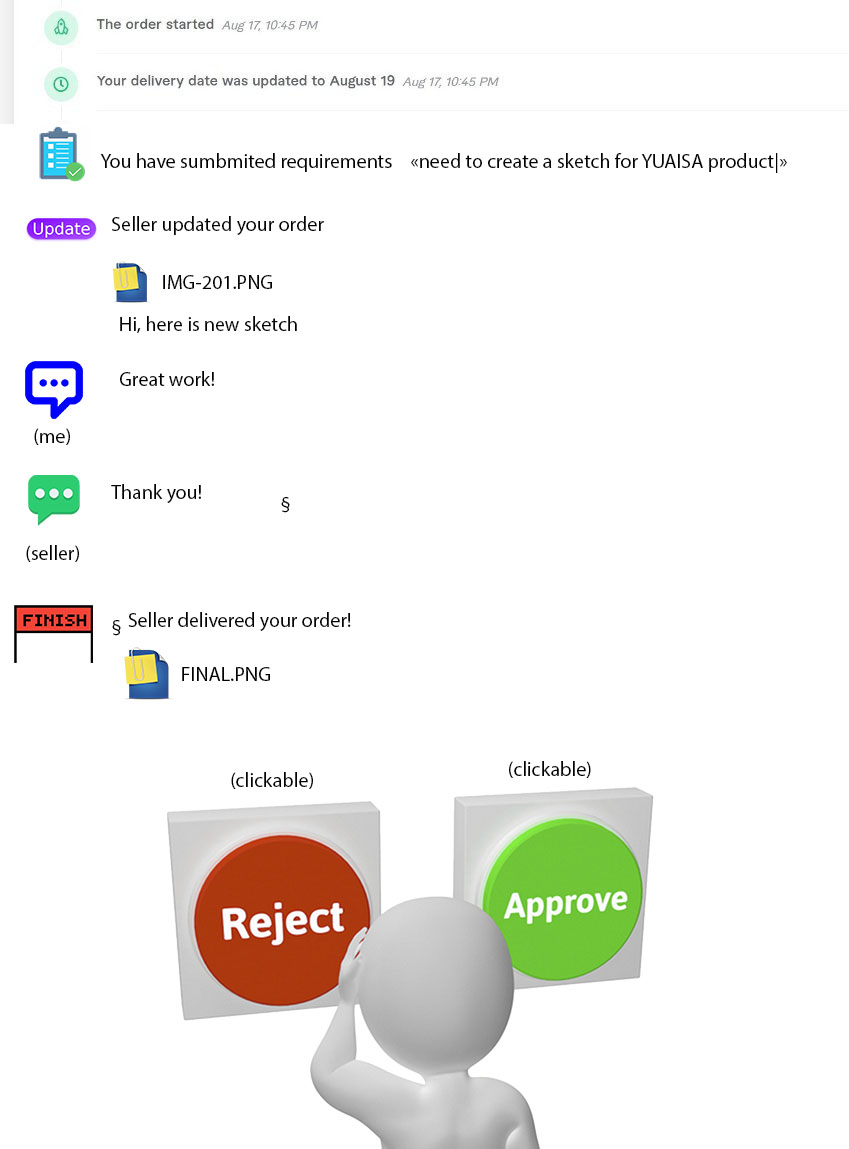 The order started Aug 17, 10:45 PM
Your delivery date was updated to August 19 Aug 17, 10:45 PM
You have sumbmited requirements «need to create a sketch for YUAISA product|»
Update Seller updated your order
IMG-201.PNG
Hi, here is new sketch
Great work!
(me)
Thank you!
§
(seller)
FINISH § Seller delivered your order!
FINAL.PNG
(clickable) (clickable)
Reject Approve